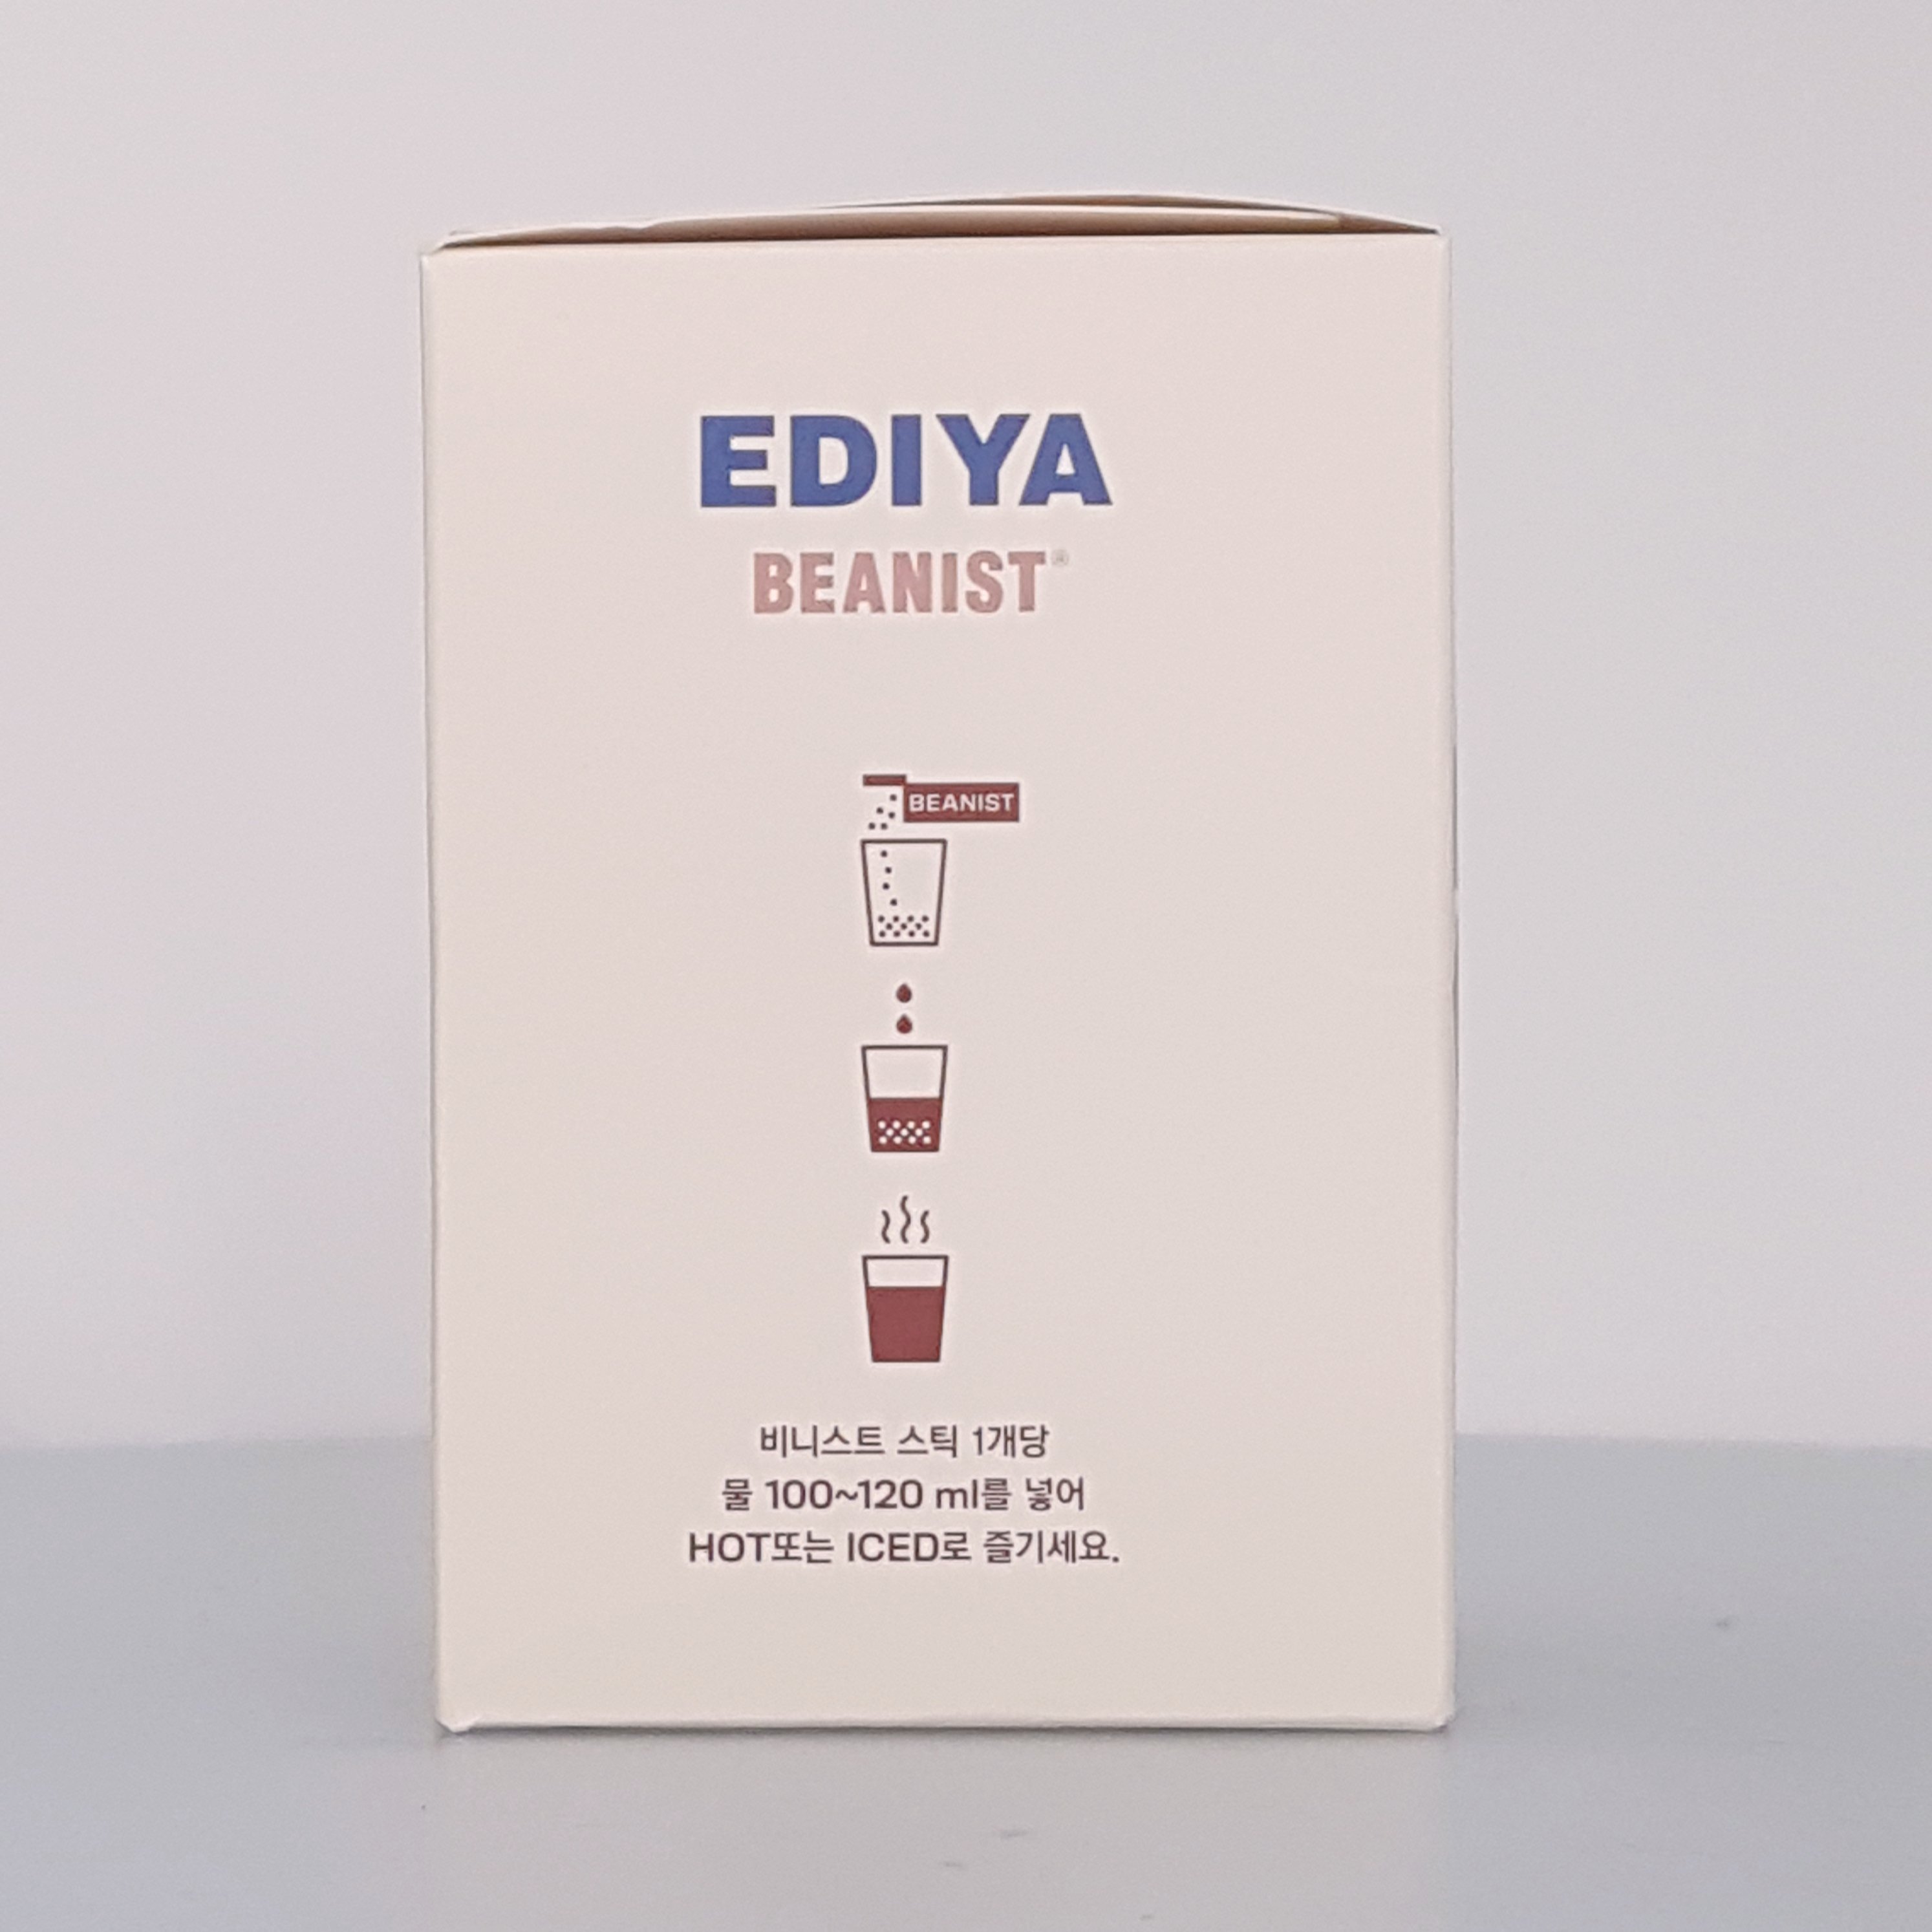 EDIYA
BEANIST®
BEANIST
비니스트 스틱 1개당
물 100~120 ml를 넣어
HOT또는 ICED로 즐기세요.